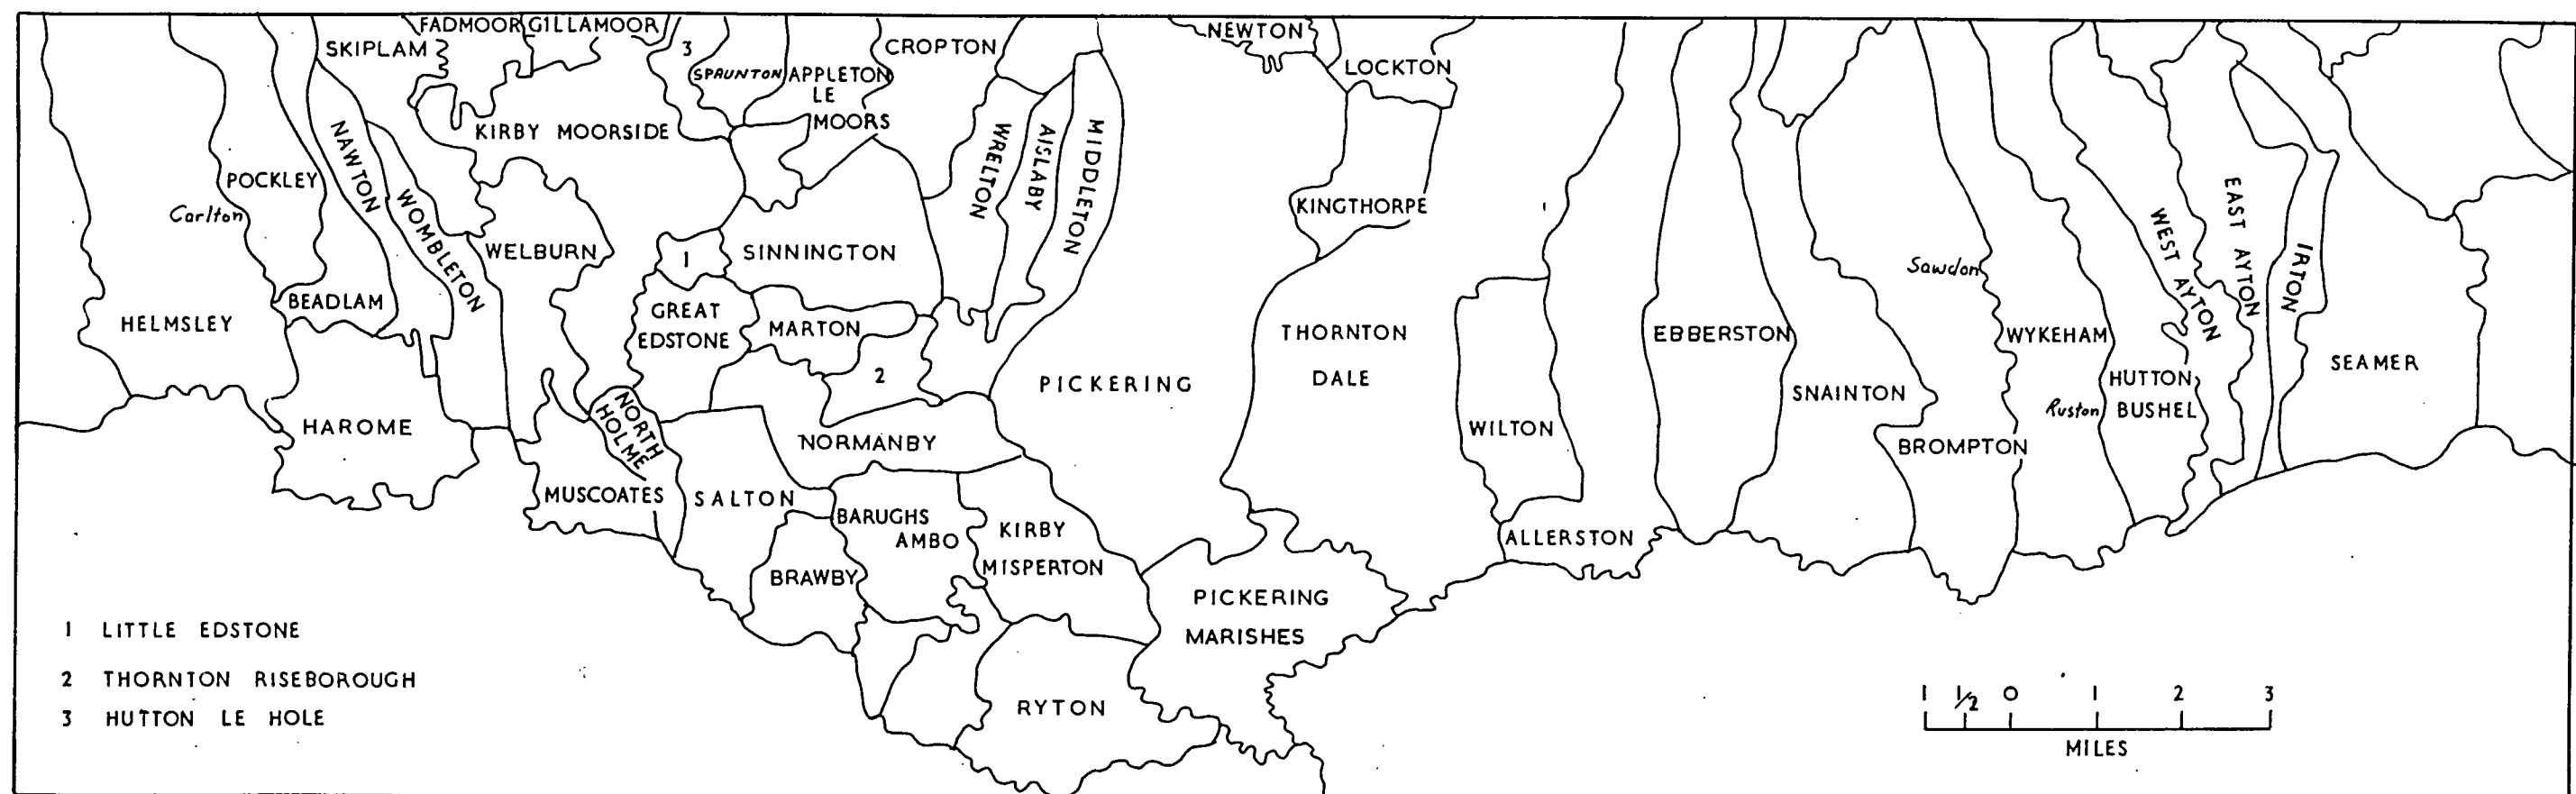 FADMOOR
GILLAMOOR
SKIPLAM
3
SPAUNTON
APPLETON
LE
MOORS
CROPTON
NEWTON
LOCKTON
KIRBY MOORSIDE
NAWTON
WOMBLETON
POCKLEY
Carlton
WRELTON
AISLABY
MIDDLETON
KINGTHORPE
WELBURN
1
SINNINGTON
BEADLAM
HELMSLEY
GREAT
EDSTONE
MARTON
2
PICKERING
THORNTON
DALE
EBBERSTON
SNAINTON
Sawdon
WYKEHAM
WEST AYTON
EAST AYTON
IRTON
SEAMER
HUTTON
BUSHEL
Ruston
BROMPTON
WILTON
HAROME
NORTH
HOLME
NORMANBY
MUSCOATES
SALTON
BARUGHS
AMBO
KIRBY
MISPERTON
ALLERSTON
BRAWBY
PICKERING
MARISHES
RYTON
1 LITTLE EDSTONE
2 THORNTON RISEBOROUGH
3 HUTTON LE HOLE
1 1/2 0 1 2 3
MILES